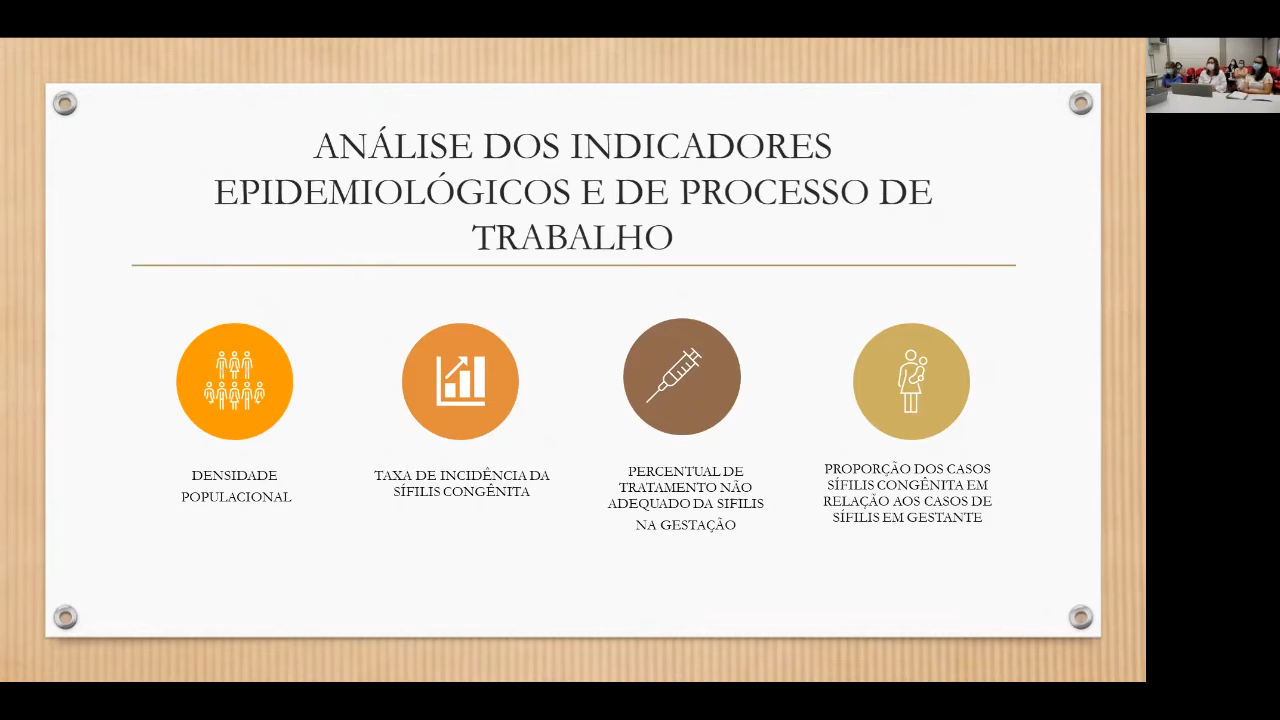 ANÁLISE DOS INDICADORES
EPIDEMIOLÓGICOS E DE PROCESSO DE
TRABALHO
DENSIDADE
POPULACIONAL
TAXA DE INCIDÊNCIA DA
SÍFILIS CONGÊNITA
PERCENTUAL DE
TRATAMENTO NÃO
ADEQUADO DA SIFILIS
NA GESTAÇÃO
PROPORÇÃO DOS CASOS
SÍFILIS CONGÊNITA EM
RELAÇÃO AOS CASOS DE
SÍFILIS EM GESTANTE